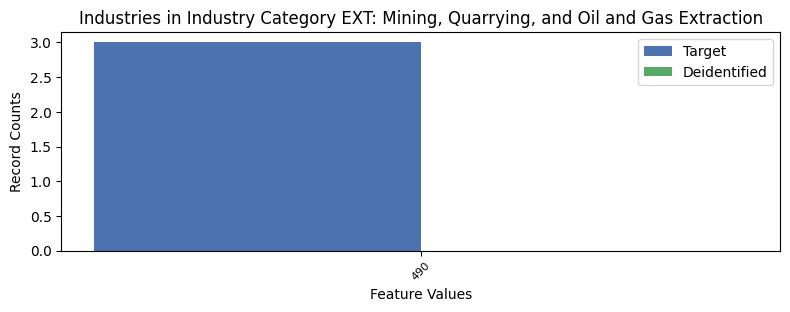 Industries in Industry Category EXT: Mining, Quarrying, and Oil and Gas Extraction
Target
Deidentified
Record Counts
3.0
2.5
2.0
1.5
1.0
0.5
0.0
490
Feature Values